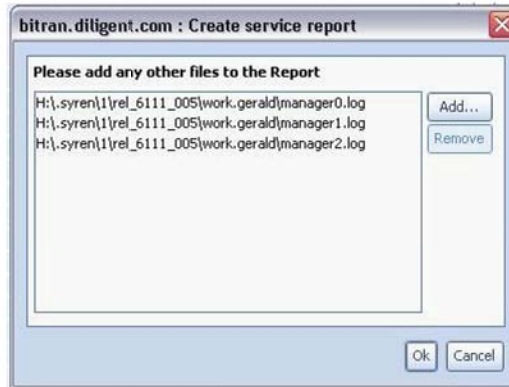 bitran.diligent.com : Create service report
Please add any other files to the Report
H:\.syren\1\rel_6111_005\work.gerald\manager0.log
H:\.syren\1\rel_6111_005\work.gerald\manager1.log
H:\.syren\1\rel_6111_005\work.gerald\manager2.log
Add...
Remove
Ok
Cancel